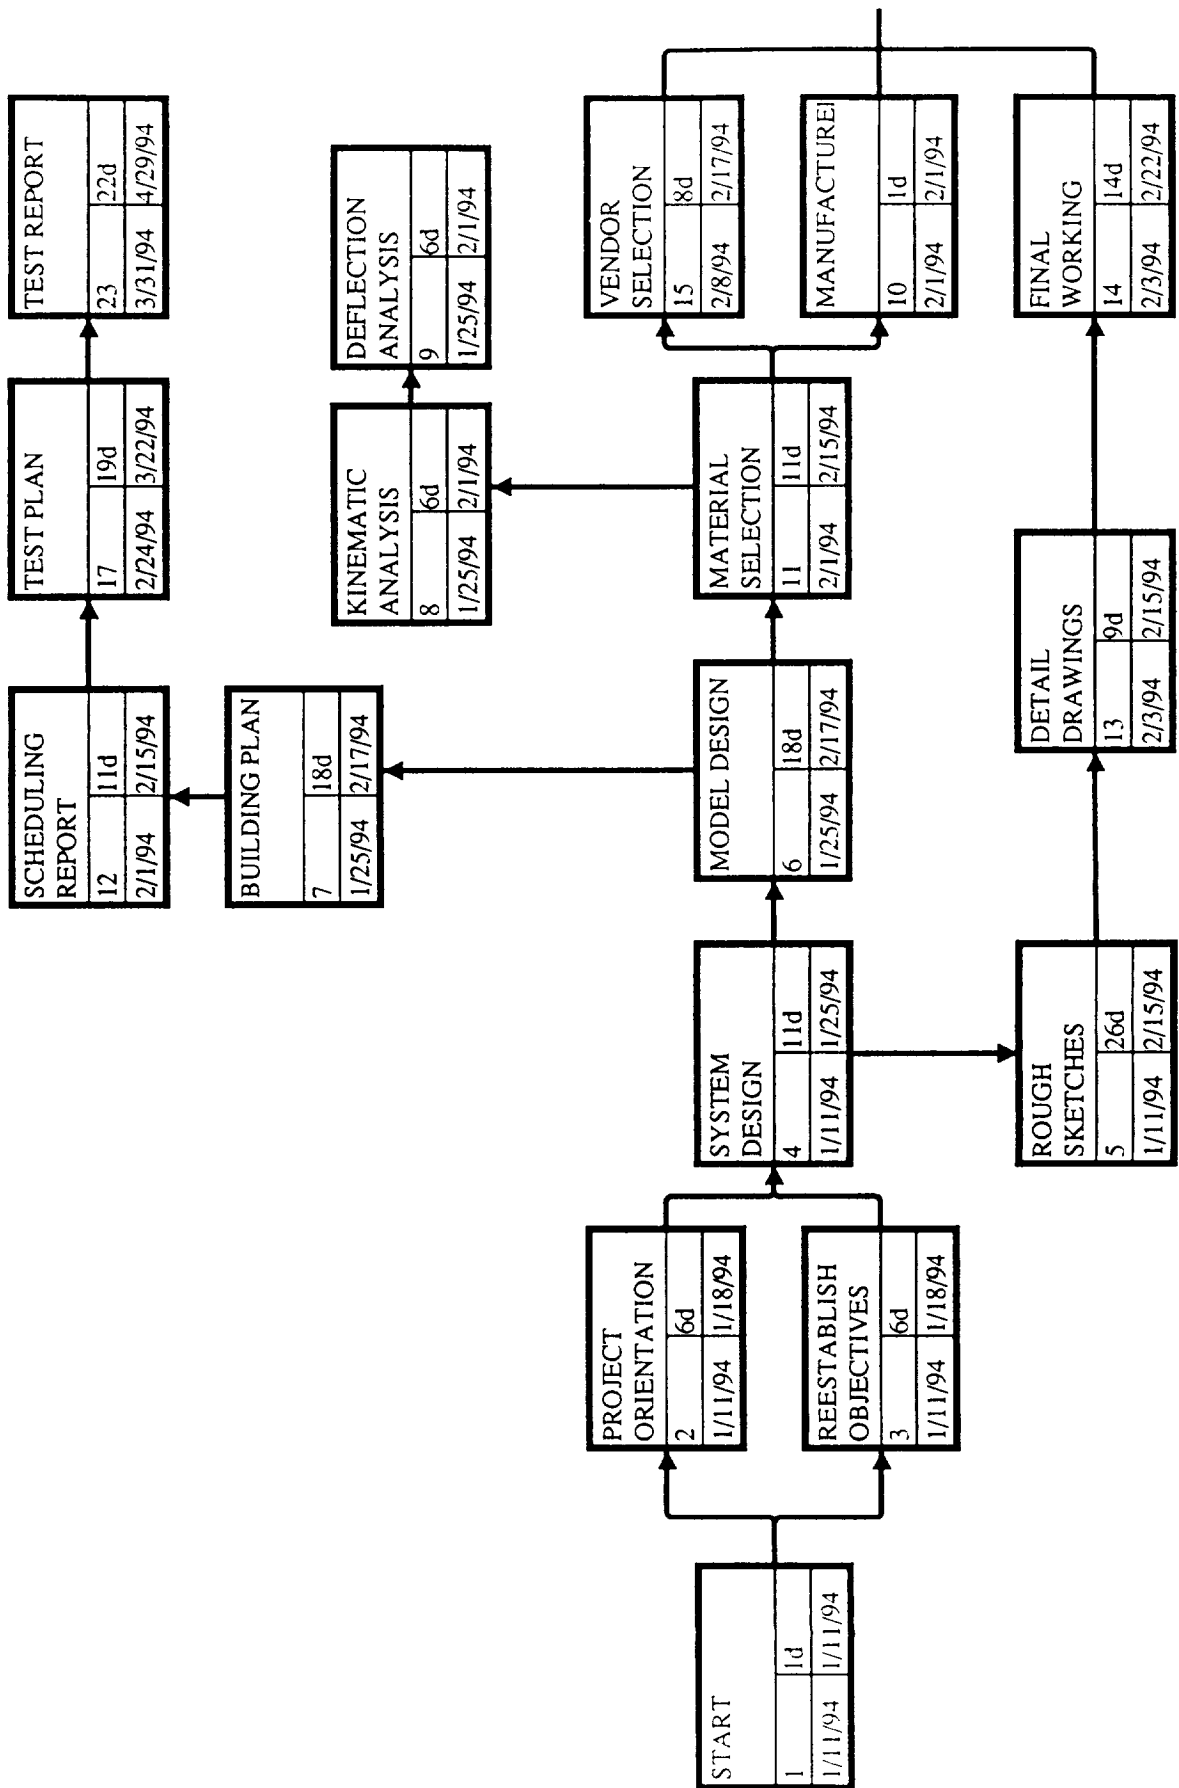 START
1 1d
1/11/94 1/11/94
PROJECT
ORIENTATION
2 6d
1/11/94 1/18/94
REESTABLISH
OBJECTIVES
3 6d
1/11/94 1/18/94
SYSTEM
DESIGN
4 11d
1/11/94 1/25/94
ROUGH
SKETCHES
5 26d
1/11/94 2/15/94
MODEL DESIGN
6 18d
1/25/94 2/17/94
BUILDING PLAN
7 18d
1/25/94 2/17/94
SCHEDULING
REPORT
12 11d
2/1/94 2/15/94
DETAIL
DRAWINGS
13 9d
2/3/94 2/15/94
MATERIAL
SELECTION
11 11d
2/1/94 2/15/94
KINEMATIC
ANALYSIS
8 6d
1/25/94 2/1/94
TEST PLAN
17 19d
2/24/94 3/22/94
DEFLECTION
ANALYSIS
9 6d
1/25/94 2/1/94
TEST REPORT
23 22d
3/31/94 4/29/94
VENDOR
SELECTION
15 8d
2/8/94 2/17/94
MANUFACTURE
10 1d
2/1/94 2/1/94
FINAL
WORKING
14 14d
2/3/94 2/22/94